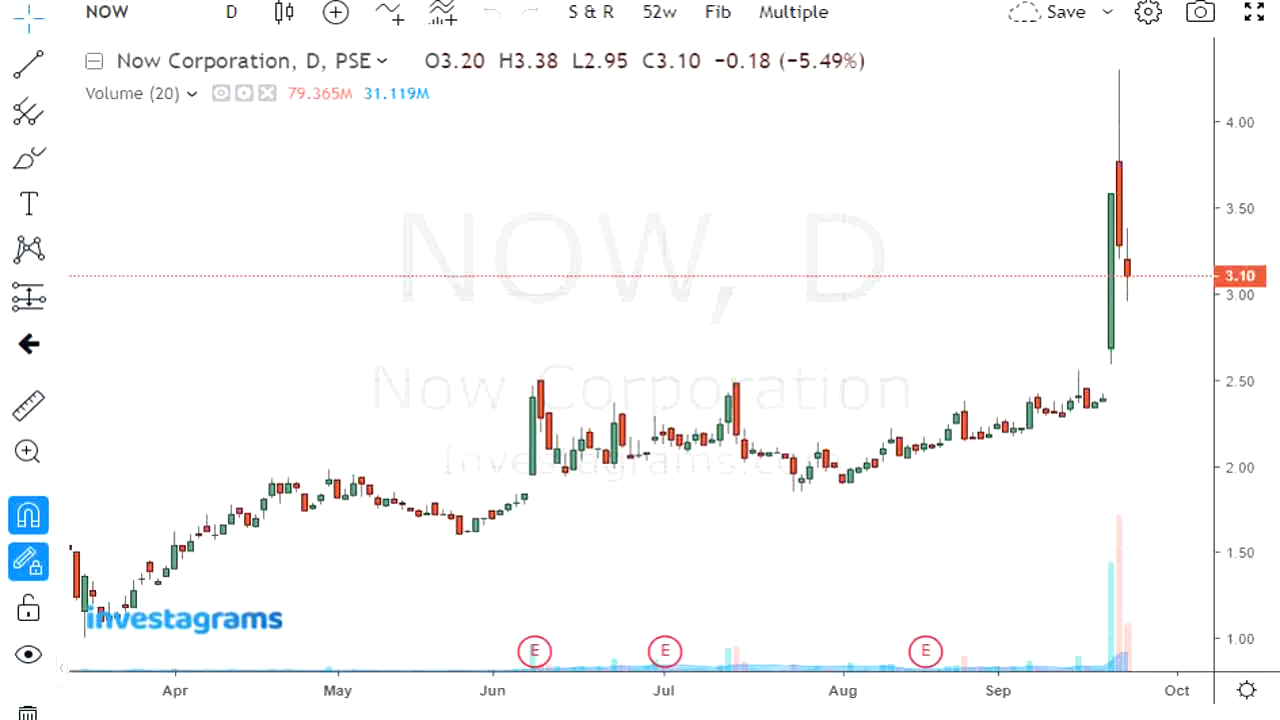 NOW D S & R 52w Fib Multiple Save
Now Corporation, D, PSE O3.20 H3.38 L2.95 C3.10 −0.18 (−5.49%)
Volume (20) 79.365M 31.119M
4.00
3.50
NOW, D
3.10
3.00
2.50
Now Corporation
Investagrams.com
2.00
1.50
investagrams
1.00
E E E
Apr May Jun Jul Aug Sep Oct